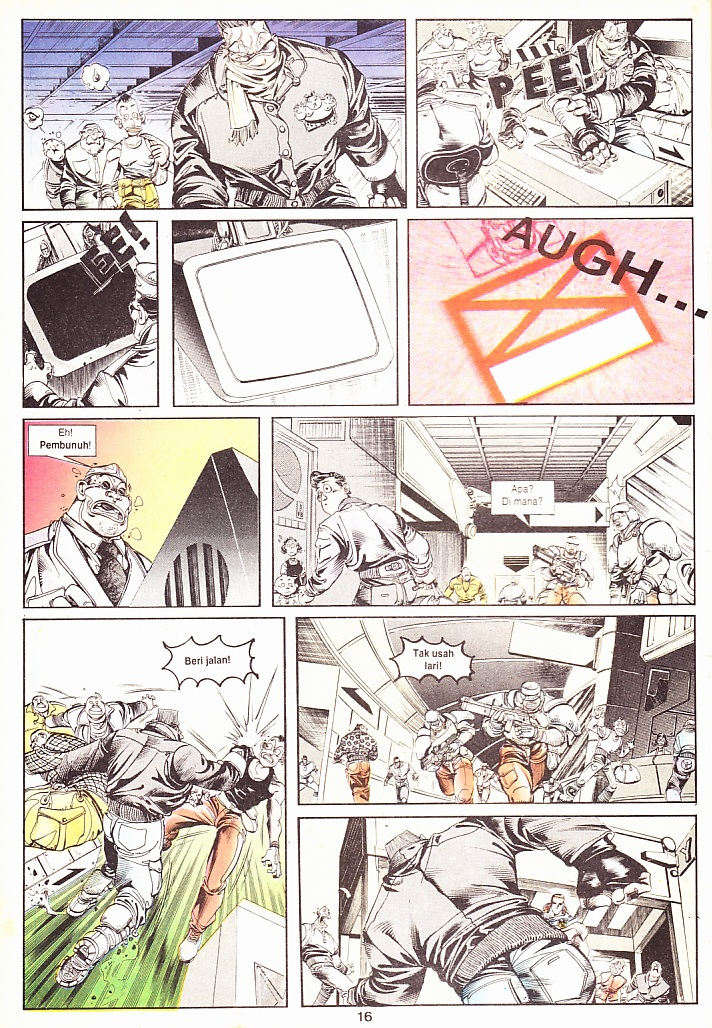 PEE!
EE!
AUGH...
Eh!
Pembunuh!
Apa?
Di mana?
Beri jalan!
Tak usah
lari!
16